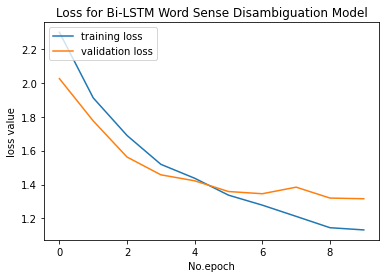 Loss for Bi-LSTM Word Sense Disambiguation Model
training loss
validation loss
loss value
2.2
2.0
1.8
1.6
1.4
1.2
0 2 4 6 8
No.epoch